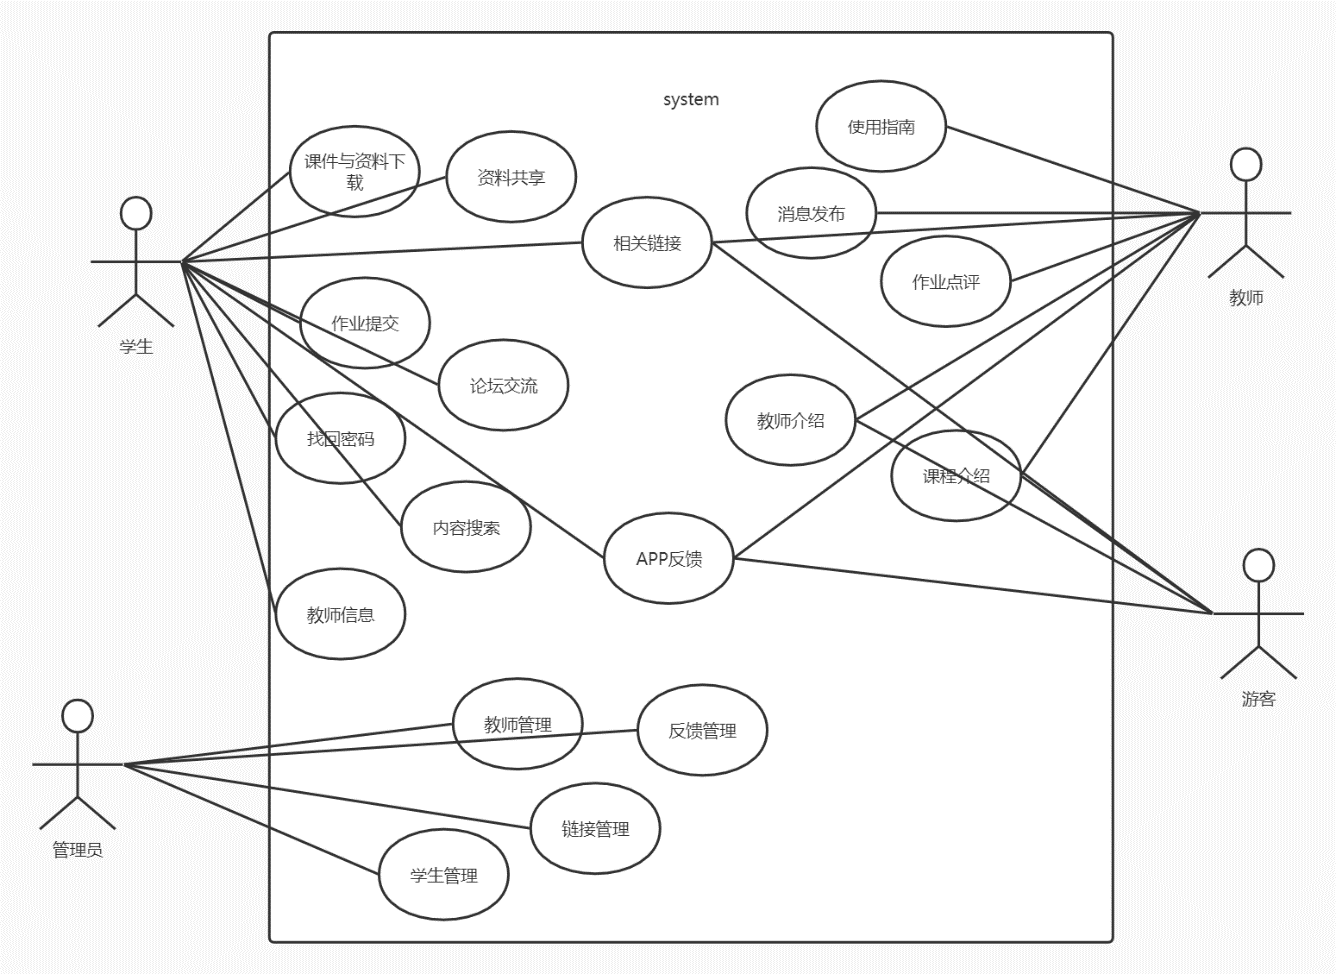 system
使用指南
课件与资料下
载
资料共享
消息发布
相关链接
作业点评
教师
作业提交
学生
论坛交流
教师介绍
找回密码
课程介绍
内容搜索
APP反馈
教师信息
游客
教师管理
反馈管理
链接管理
管理员
学生管理